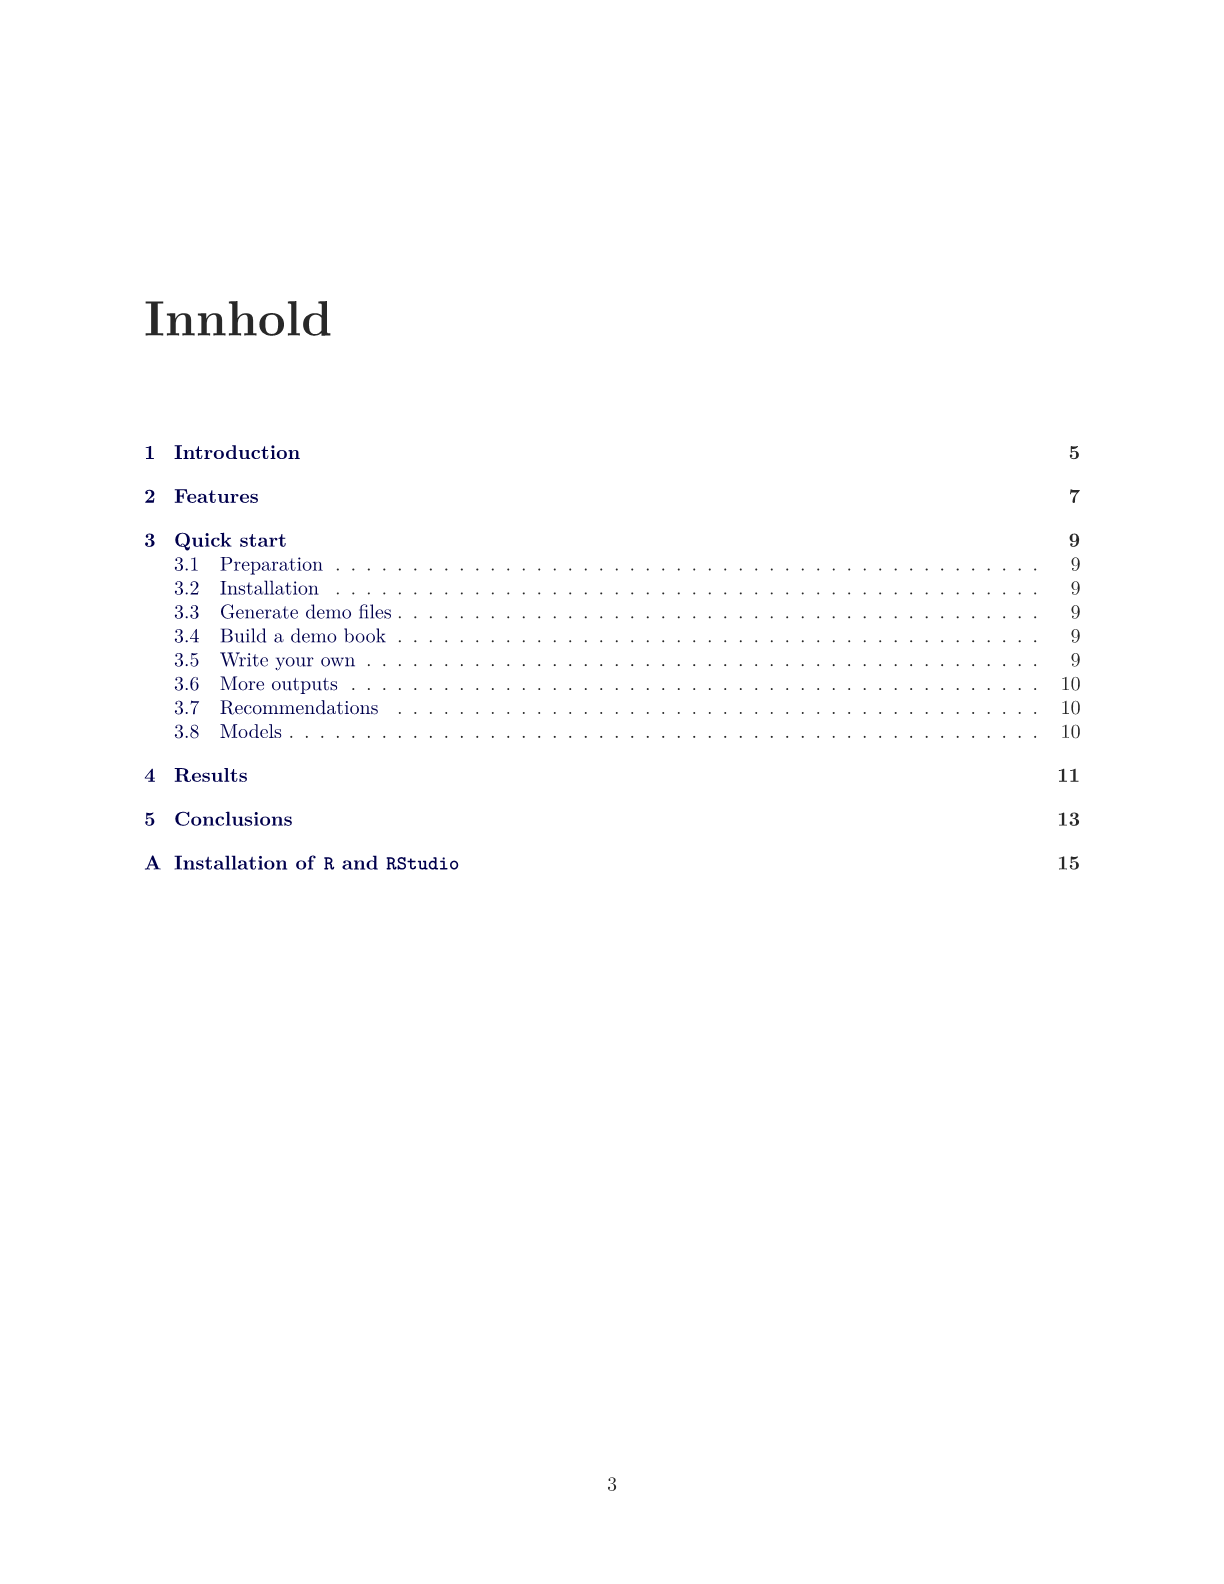 Innhold
1 Introduction 5
2 Features 7
3 Quick start 9
3.1 Preparation . . . . . . . . . . . . . . . . . . . . . . . . . . . . . . . . . . . . . . . . . . . . . . 9
3.2 Installation . . . . . . . . . . . . . . . . . . . . . . . . . . . . . . . . . . . . . . . . . . . . . . 9
3.3 Generate demo files . . . . . . . . . . . . . . . . . . . . . . . . . . . . . . . . . . . . . . . . . . 9
3.4 Build a demo book . . . . . . . . . . . . . . . . . . . . . . . . . . . . . . . . . . . . . . . . . . 9
3.5 Write your own . . . . . . . . . . . . . . . . . . . . . . . . . . . . . . . . . . . . . . . . . . . . 9
3.6 More outputs . . . . . . . . . . . . . . . . . . . . . . . . . . . . . . . . . . . . . . . . . . . . . 10
3.7 Recommendations . . . . . . . . . . . . . . . . . . . . . . . . . . . . . . . . . . . . . . . . . . 10
3.8 Models . . . . . . . . . . . . . . . . . . . . . . . . . . . . . . . . . . . . . . . . . . . . . . . . . 10
4 Results 11
5 Conclusions 13
A Installation of R and RStudio 15
3